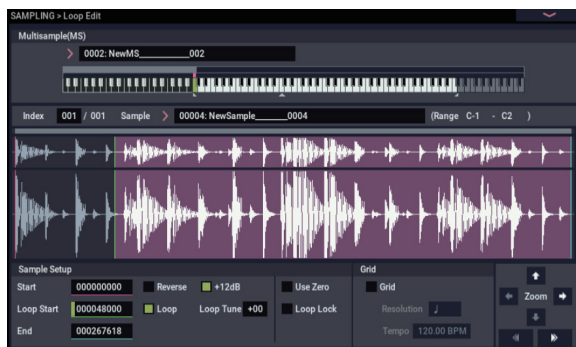 SAMPLING > Loop Edit
Multisample(MS)
0002: NewMS__________002
Index 001 / 001 Sample 00004: NewSample______0004 (Range C-1 - C2 )
Sample Setup Grid
Start 000000000 Reverse +12dB Use Zero Grid
Loop Start 000048000 Loop Loop Tune +00 Loop Lock Resolution ♩ Zoom
End 000267618 Tempo 120.00 BPM